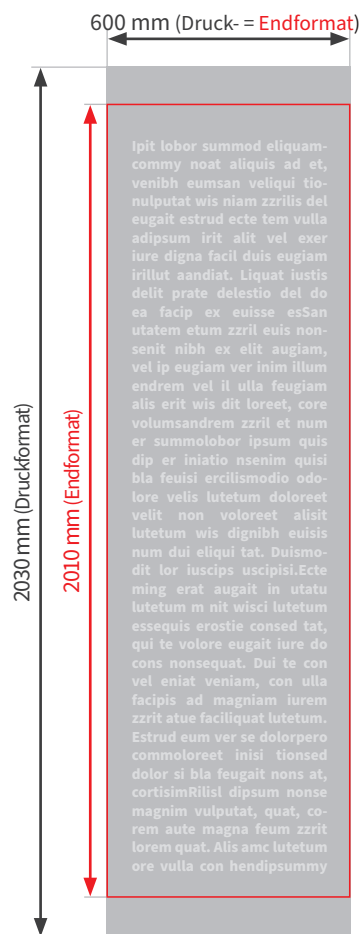 600 mm (Druck- = Endformat)
2030 mm (Druckformat)
2010 mm (Endformat)
Ipit lobor summod eliquam-
commy noat aliquis ad et,
venibh eumsan veliqui tio-
nulputat wis niam zzrilis del
eugait estrud ecte tem vulla
adipsum irit alit vel exer
iure digna facil duis eugiam
irillut aandiat. Liquat iustis
delit prate delestio del do
ea facip ex euisse esSan
utatem etum zzril euis non-
senit nibh ex elit augiam,
vel ip eugiam ver inim illum
endrem vel il ulla feugiam
alis erit wis dit loreet, core
volumsandrem zzril et num
er summolobor ipsum quis
dip er iniatio nsenim quisi
bla feuisi ercilismodio odo-
lore velis lutetum doloreet
velit non voloreet alisit
lutetum wis dignibh euisis
num dui eliqui tat. Duismo-
dit lor iuscips uscipisi.Ecte
ming erat augait in utatu
lutetum m nit wisci lutetum
essequis erostie consed tat,
qui te volore eugait iure do
cons nonsequat. Dui te con
vel eniat veniam, con ulla
facipis ad magniam iurem
zzrit atue faciliquat lutetum.
Estrud eum ver se dolorpero
commoloreet inisi tionsed
dolor si bla feugait nons at,
cortisimRilisl dipsum nonse
magnim vulputat, quat, co-
rem aute magna feum zzrit
lorem quat. Alis amc lutetum
ore vulla con hendipsummy